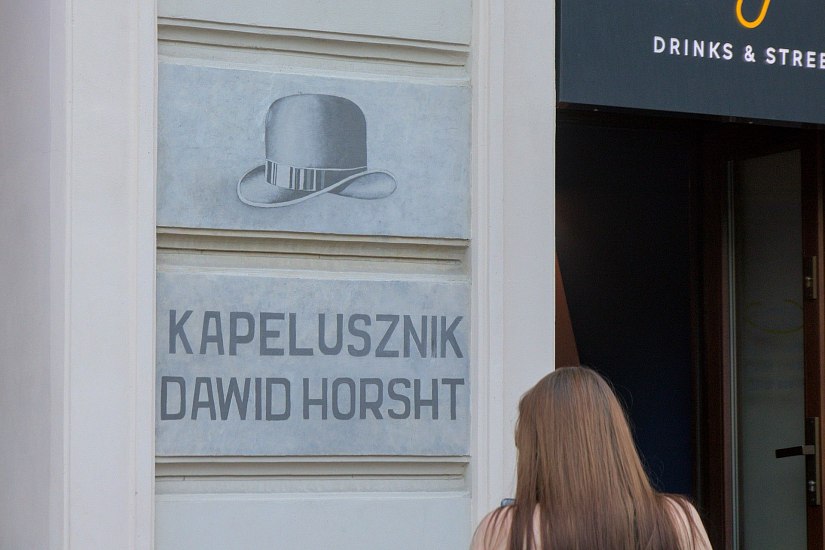 KAPELUSZNIK
DAWID HORSHT
DRINKS & STREE